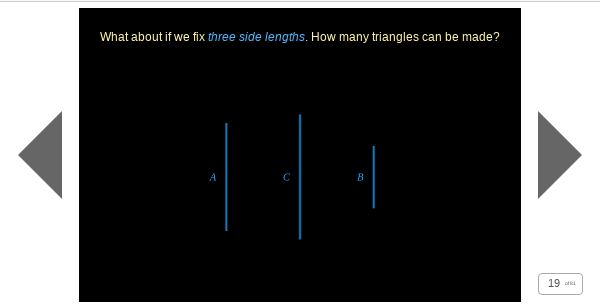 What about if we fix three side lengths. How many triangles can be made?
A
C
B
19 of 81